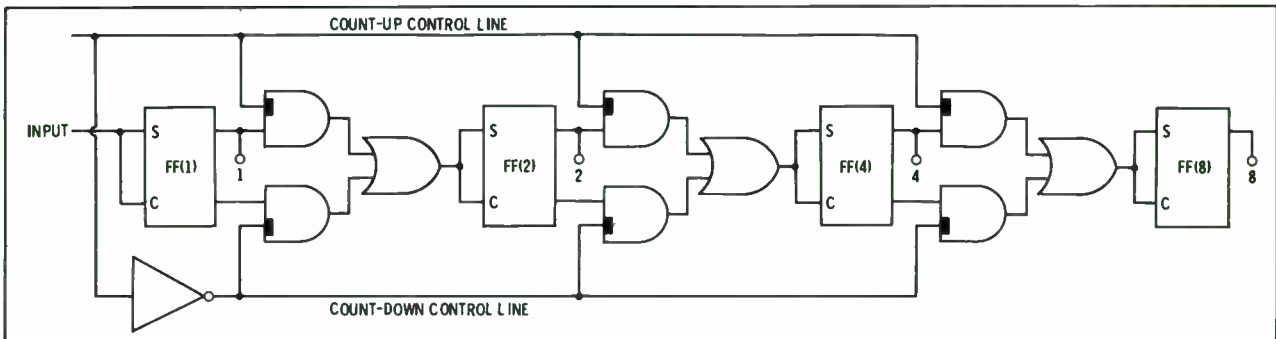 COUNT-UP CONTROL LINE
INPUT
S
FF(1)
C
1
S
FF(2)
C
2
S
FF(4)
C
4
S
FF(8)
C
8
COUNT-DOWN CONTROL LINE